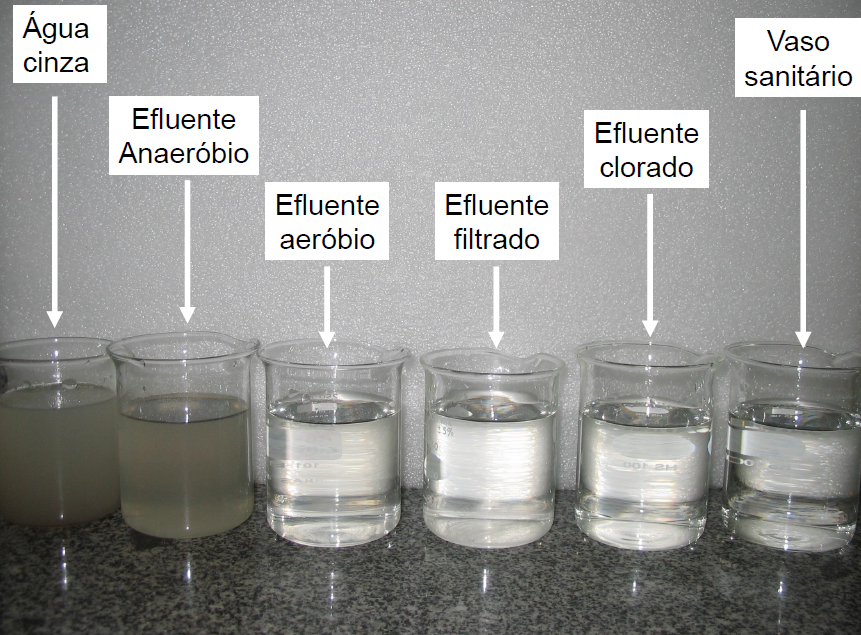 Água
cinza
Efluente
Anaeróbio
Efluente
aeróbio
Efluente
filtrado
Efluente
clorado
Vaso
sanitário